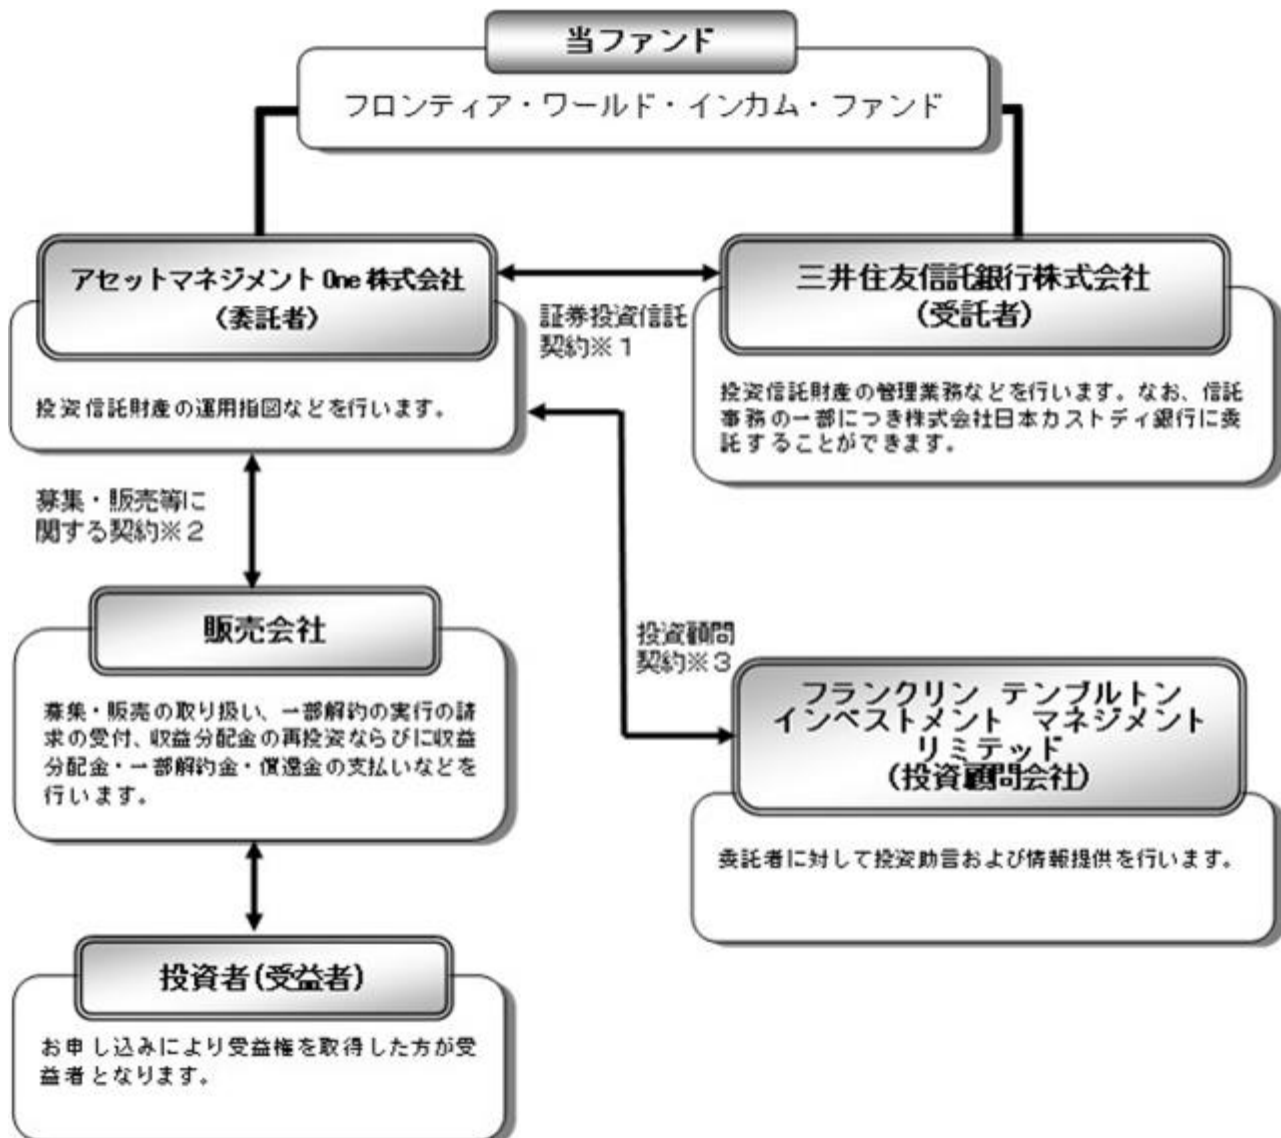 当ファンド
フロンティア・ワールド・インカム・ファンド
アセットマネジメント One 株式会社
(委託者)
投資信託財産の運用指図などを行います。
証券投資信託
契約※1
三井住友信託銀行株式会社
(受託者)
投資信託財産の管理業務などを行います。なお、信託
事務の一部につき株式会社日本カストディ銀行に委
託することができます。
募集・販売等に
関する契約※2
販売会社
募集・販売の取り扱い、一部解約の実行の請
求の受付、収益分配金の再投資ならびに収益
分配金・一部解約金・償還金の支払いなどを
行います。
投資顧問
契約※3
フランクリン テンプルトン
インベストメント マネジメント
リミテッド
(投資顧問会社)
委託者に対して投資助言および情報提供を行います。
投資者(受益者)
お申し込みにより受益権を取得した方が受
益者となります。